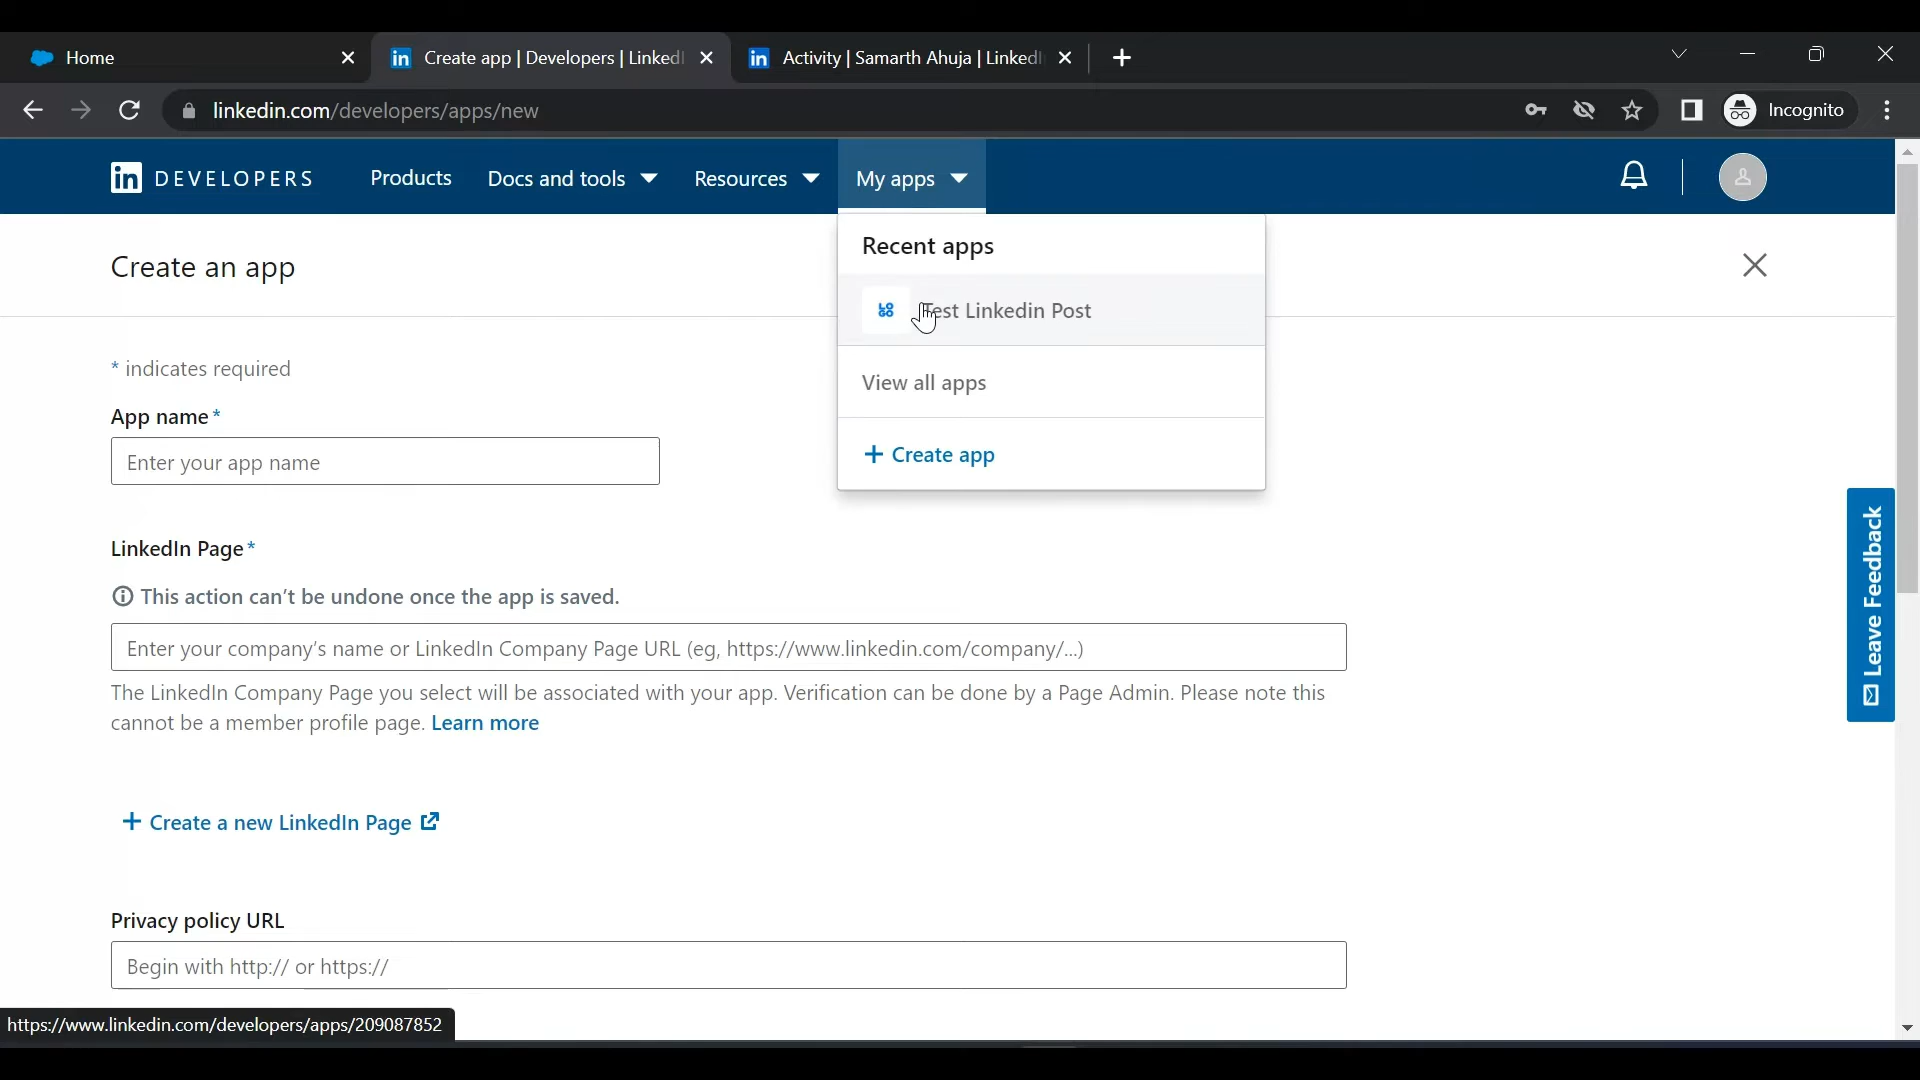 Home
Create app | Developers | Linked
Activity | Samarth Ahuja | Linked
linkedin.com/developers/apps/new
Incognito
in DEVELOPERS
Products
Docs and tools
Resources
My apps
Recent apps
Create an app
Test Linkedin Post
* indicates required
View all apps
App name *
Enter your app name
+ Create app
LinkedIn Page *
This action can't be undone once the app is saved.
Enter your company's name or LinkedIn Company Page URL (eg, https://www.linkedin.com/company/...)
The LinkedIn Company Page you select will be associated with your app. Verification can be done by a Page Admin. Please note this
cannot be a member profile page. Learn more
Leave Feedback
+ Create a new LinkedIn Page
Privacy policy URL
Begin with http:// or https://
https://www.linkedin.com/developers/apps/209087852